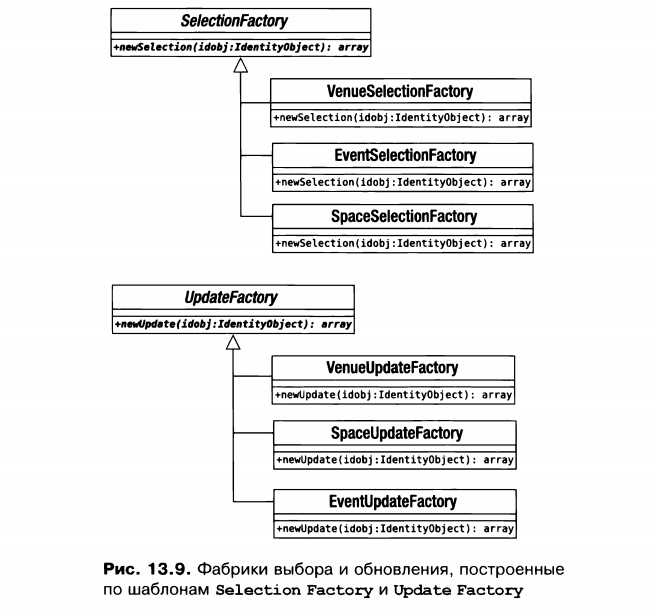 SelectionFactory
+newSelection(idobj:IdentityObject): array
VenueSelectionFactory
+newSelection(idobj:IdentityObject): array
EventSelectionFactory
+newSelection(idobj:IdentityObject): array
SpaceSelectionFactory
+newSelection(idobj:IdentityObject): array
UpdateFactory
+newUpdate(idobj:IdentityObject): array
VenueUpdateFactory
+newUpdate(idobj:IdentityObject): array
SpaceUpdateFactory
+newUpdate(idobj:IdentityObject): array
EventUpdateFactory
+newUpdate(idobj:IdentityObject): array
Рис. 13.9. Фабрики выбора и обновления, построенные
по шаблонам Selection Factory и Update Factory